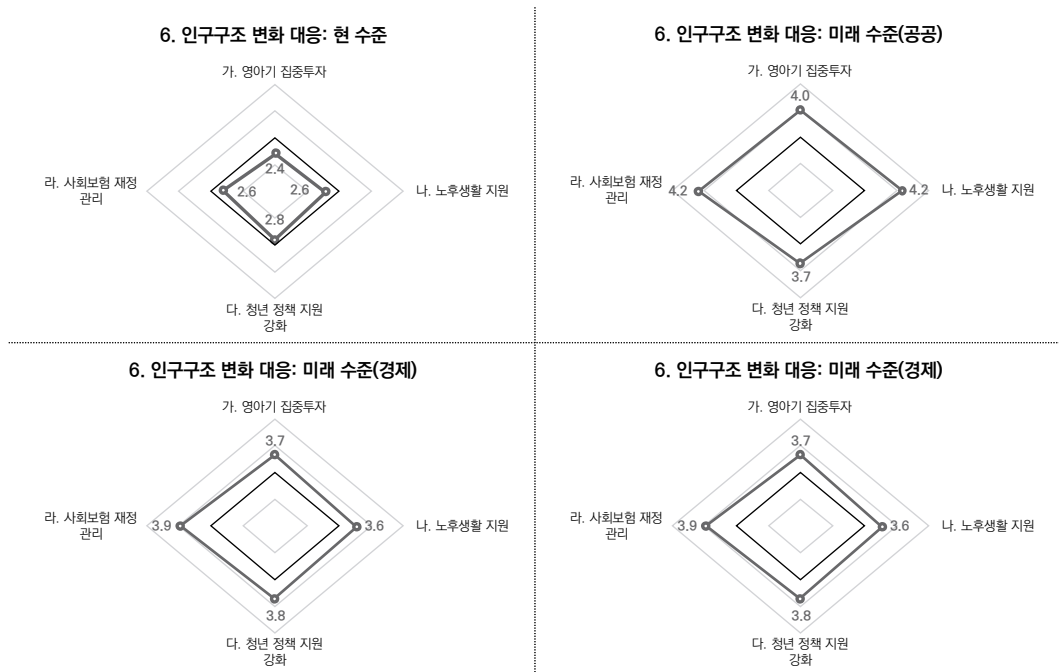 6. 인구구조 변화 대응: 현 수준
가. 영아기 집중투자
2.4
라. 사회보험 재정
관리
2.6
2.6
나. 노후생활 지원
2.8
다. 청년 정책 지원
강화
6. 인구구조 변화 대응: 미래 수준(공공)
가. 영아기 집중투자
4.0
라. 사회보험 재정
관리
4.2
4.2
나. 노후생활 지원
3.7
다. 청년 정책 지원
강화
6. 인구구조 변화 대응: 미래 수준(경제)
가. 영아기 집중투자
3.7
라. 사회보험 재정
관리
3.9
3.6
나. 노후생활 지원
3.8
다. 청년 정책 지원
강화
6. 인구구조 변화 대응: 미래 수준(경제)
가. 영아기 집중투자
3.7
라. 사회보험 재정
관리
3.9
3.6
나. 노후생활 지원
3.8
다. 청년 정책 지원
강화